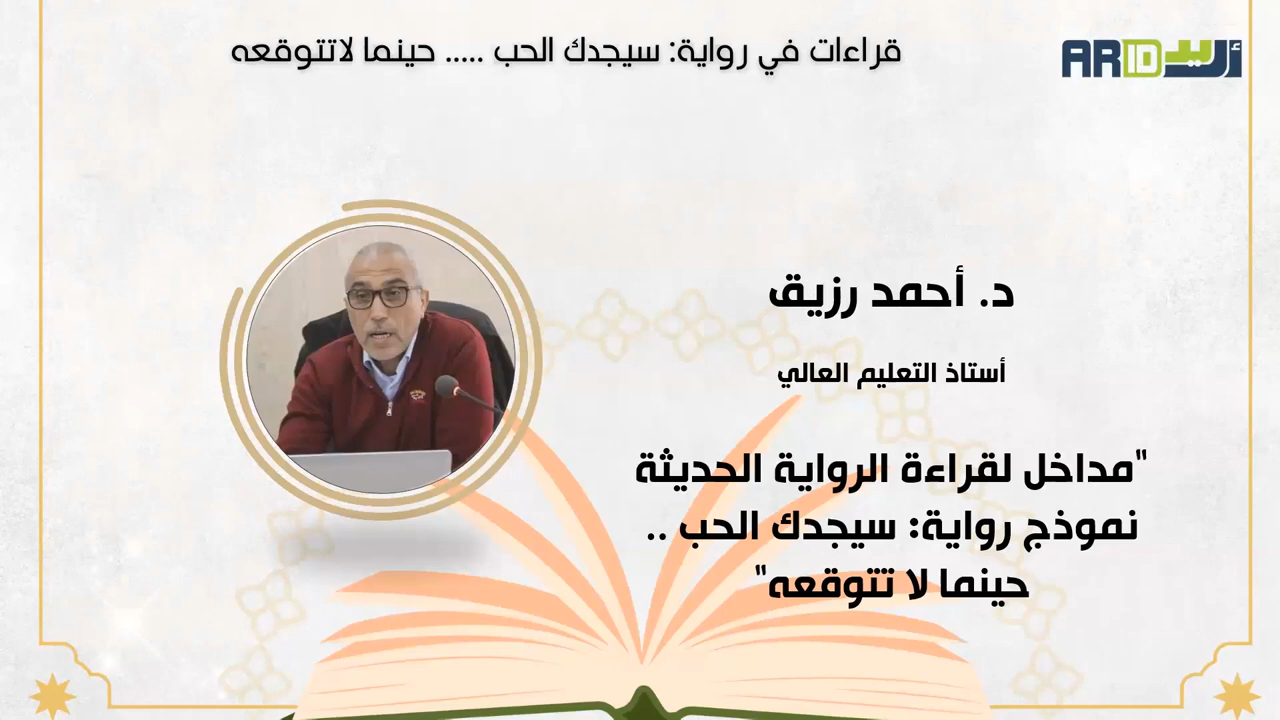 قراءات في رواية: سيجدك الحب ..... حينما لاتتوقعه
ARID أريد
د. أحمد رزيق
أستاذ التعليم العالي
"مداخل لقراءة الرواية الحديثة
نموذج رواية: سيجدك الحب ..
حينما لا تتوقعه"